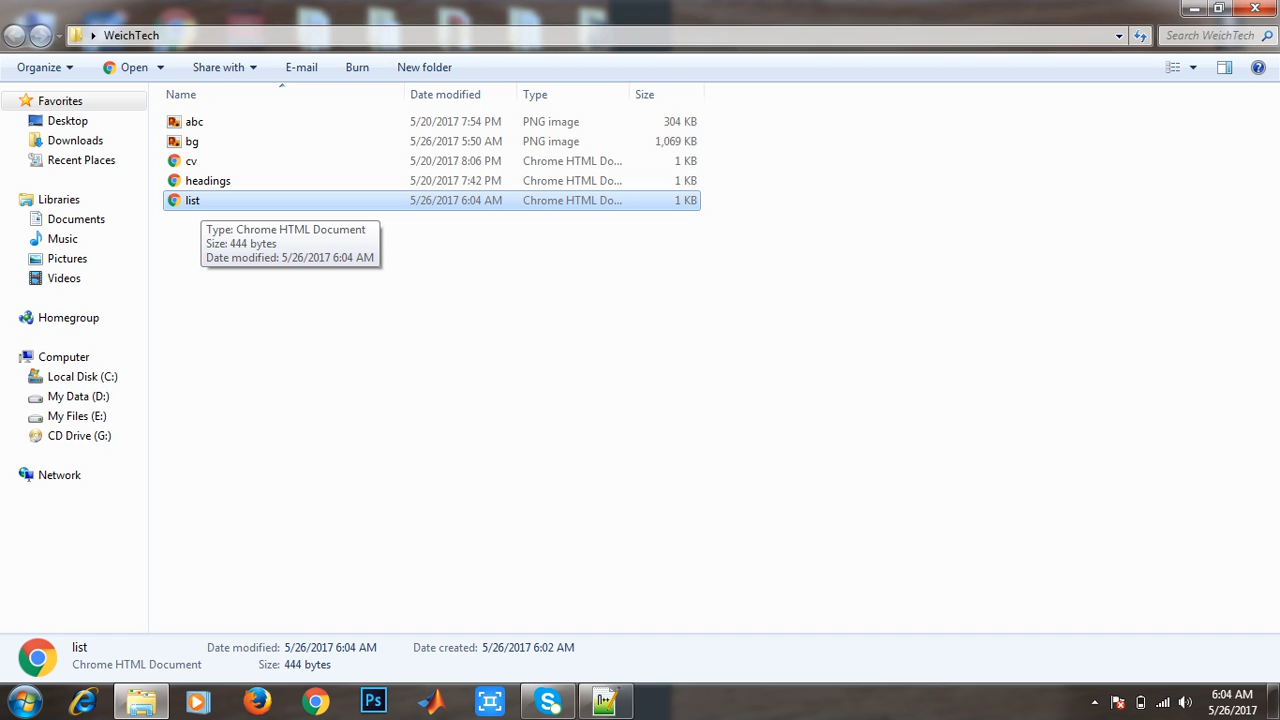 WeichTech
Search WeichTech
Organize
Open
Share with
E-mail
Burn
New folder
Favorites
Desktop
Downloads
Recent Places
Libraries
Documents
Music
Pictures
Videos
Homegroup
Computer
Local Disk (C:)
My Data (D:)
My Files (E:)
CD Drive (G:)
Network
Name Date modified Type Size
abc 5/20/2017 7:54 PM PNG image 304 KB
bg 5/26/2017 5:50 AM PNG image 1,069 KB
cv 5/20/2017 8:06 PM Chrome HTML Do... 1 KB
headings 5/20/2017 7:42 PM Chrome HTML Do... 1 KB
list 5/26/2017 6:04 AM Chrome HTML Do... 1 KB
Type: Chrome HTML Document
Size: 444 bytes
Date modified: 5/26/2017 6:04 AM
list Date modified: 5/26/2017 6:04 AM Date created: 5/26/2017 6:02 AM
Chrome HTML Document Size: 444 bytes
Ps
6:04 AM
5/26/2017